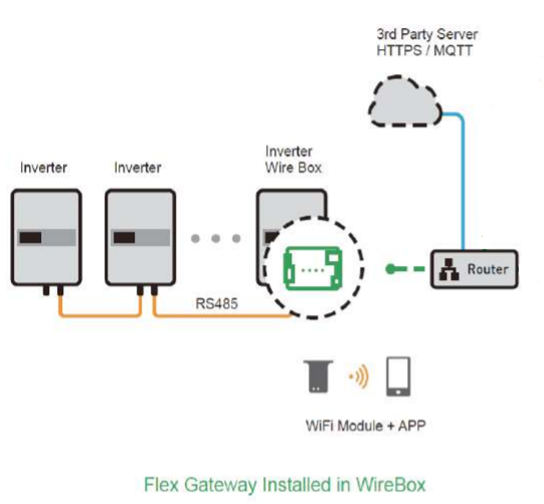 3rd Party Server
HTTPS / MQTT
Inverter
Inverter
Inverter
Wire Box
Router
RS485
WiFi Module + APP
Flex Gateway Installed in WireBox